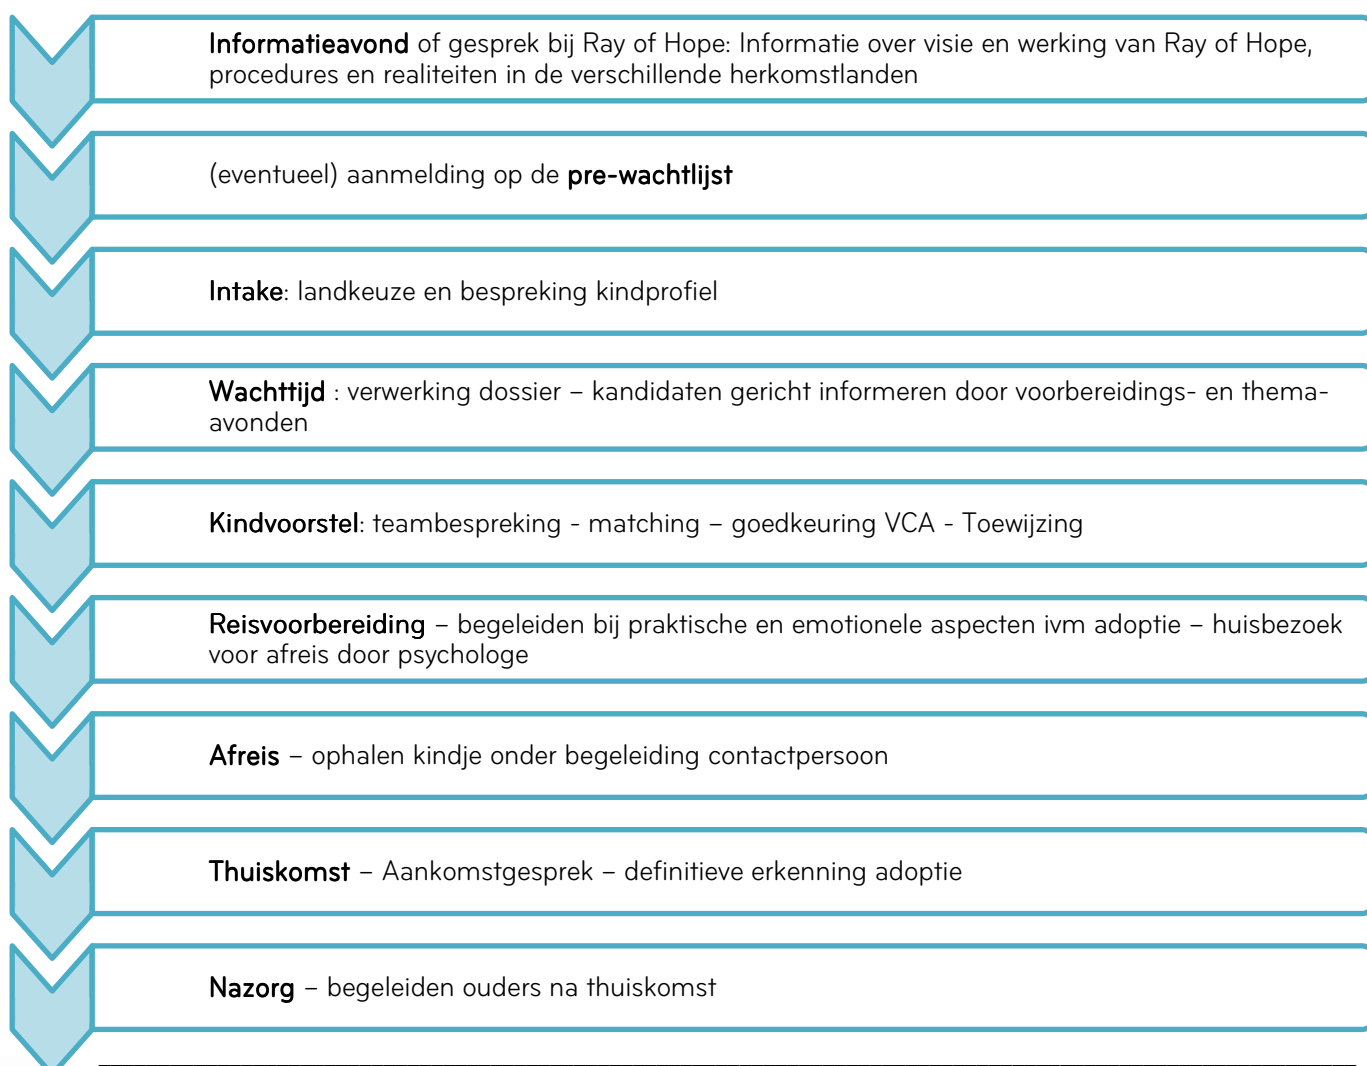 Informatieavond of gesprek bij Ray of Hope: Informatie over visie en werking van Ray of Hope,
procedures en realiteiten in de verschillende herkomstlanden
(eventueel) aanmelding op de pre-wachtlijst
Intake: landkeuze en bespreking kindprofiel
Wachttijd : verwerking dossier – kandidaten gericht informeren door voorbereidings- en thema-
avonden
Kindvoorstel: teambespreking - matching – goedkeuring VCA - Toewijzing
Reisvoorbereiding – begeleiden bij praktische en emotionele aspecten ivm adoptie – huisbezoek
voor afreis door psychologe
Afreis – ophalen kindje onder begeleiding contactpersoon
Thuiskomst – Aankomstgesprek – definitieve erkenning adoptie
Nazorg – begeleiden ouders na thuiskomst